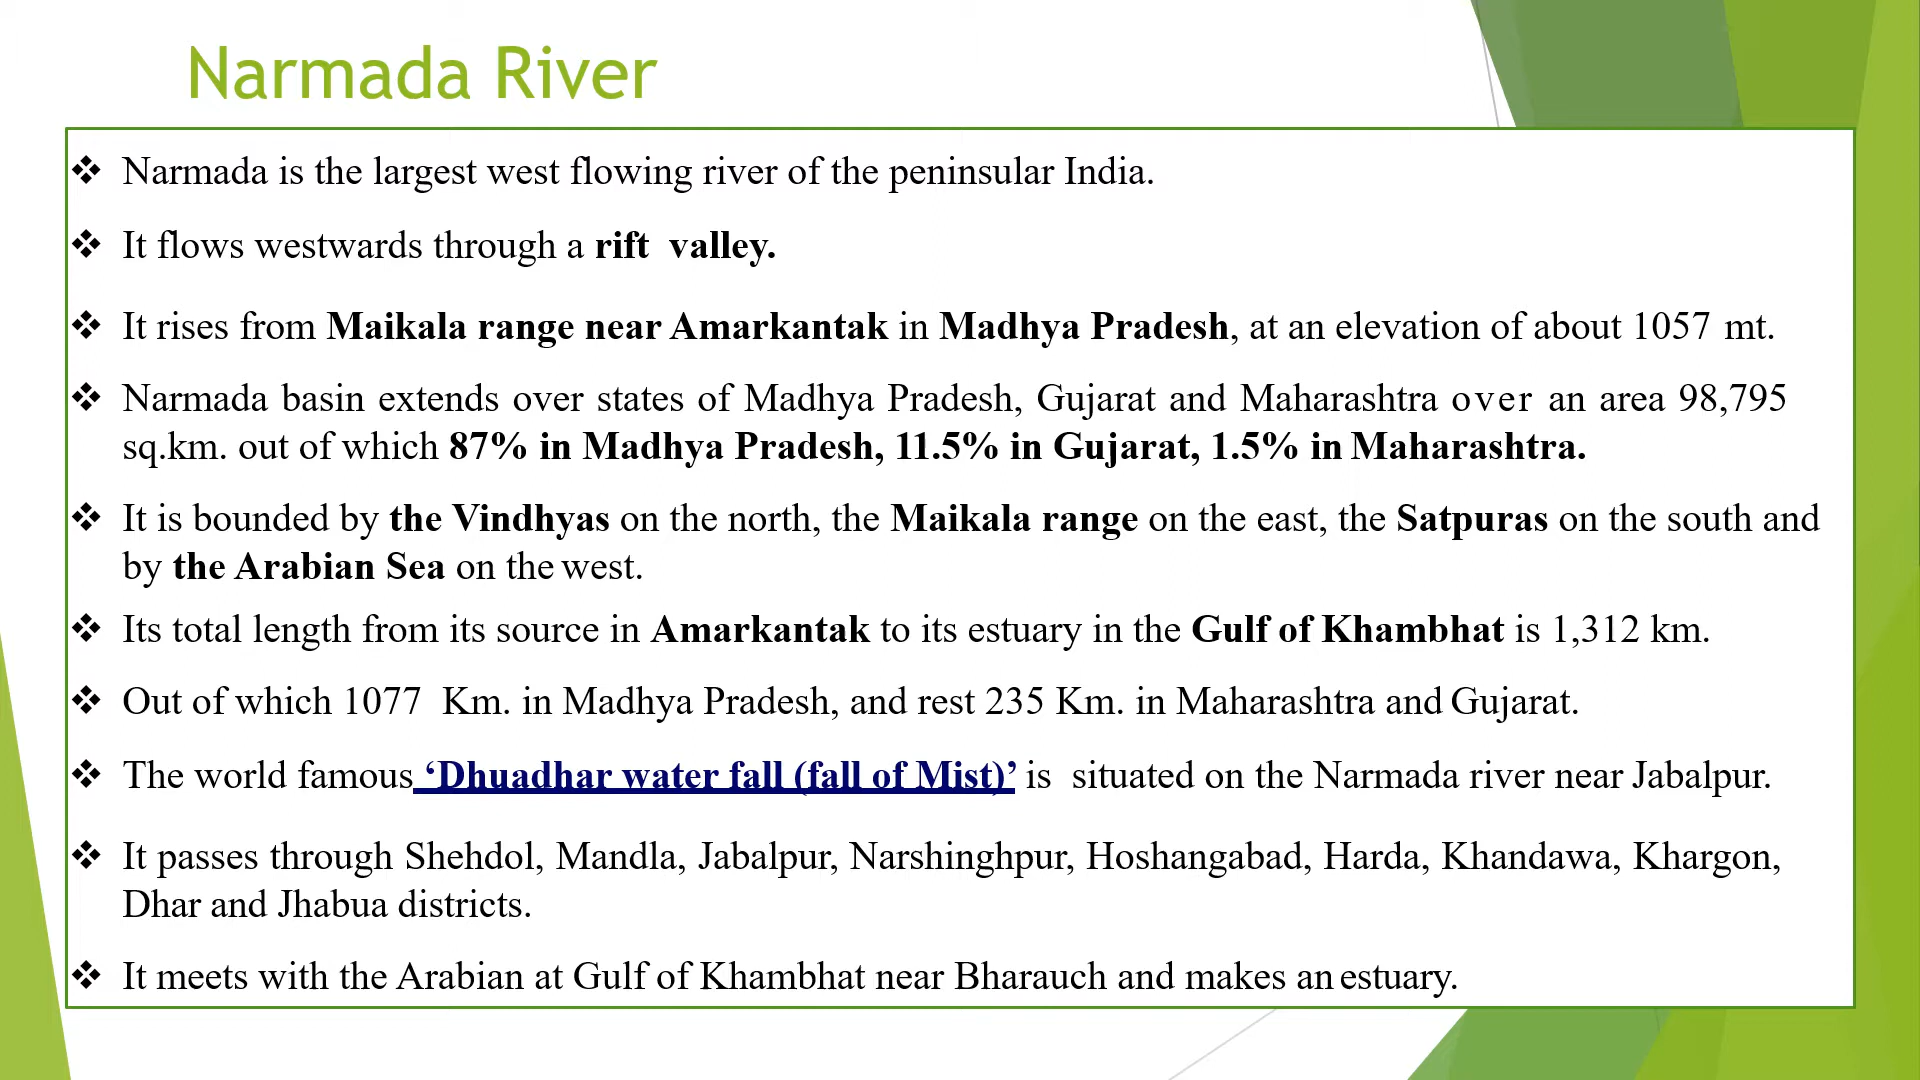 Narmada River
❖ Narmada is the largest west flowing river of the peninsular India.
❖ It flows westwards through a rift valley.
❖ It rises from Maikala range near Amarkantak in Madhya Pradesh, at an elevation of about 1057 mt.
❖ Narmada basin extends over states of Madhya Pradesh, Gujarat and Maharashtra over an area 98,795
sq.km. out of which 87% in Madhya Pradesh, 11.5% in Gujarat, 1.5% in Maharashtra.
❖ It is bounded by the Vindhyas on the north, the Maikala range on the east, the Satpuras on the south and
by the Arabian Sea on the west.
❖ Its total length from its source in Amarkantak to its estuary in the Gulf of Khambhat is 1,312 km.
❖ Out of which 1077 Km. in Madhya Pradesh, and rest 235 Km. in Maharashtra and Gujarat.
❖ The world famous ‘Dhuadhar water fall (fall of Mist)’ is situated on the Narmada river near Jabalpur.
❖ It passes through Shehdol, Mandla, Jabalpur, Narshinghpur, Hoshangabad, Harda, Khandawa, Khargon,
Dhar and Jhabua districts.
❖ It meets with the Arabian at Gulf of Khambhat near Bharauch and makes an estuary.